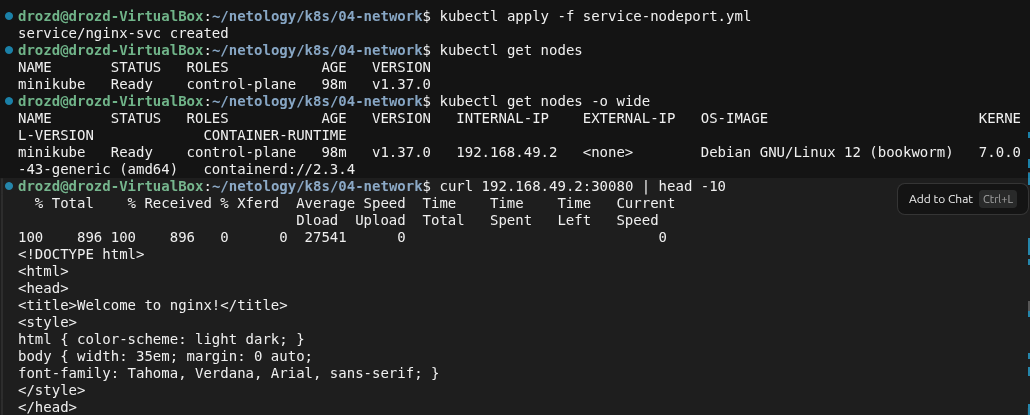 drozd@drozd-VirtualBox:~/netology/k8s/04-network$ kubectl apply -f service-nodeport.yml
service/nginx-svc created
drozd@drozd-VirtualBox:~/netology/k8s/04-network$ kubectl get nodes
NAME       STATUS   ROLES           AGE   VERSION
minikube   Ready    control-plane   98m   v1.37.0
drozd@drozd-VirtualBox:~/netology/k8s/04-network$ kubectl get nodes -o wide
NAME       STATUS   ROLES           AGE   VERSION   INTERNAL-IP    EXTERNAL-IP   OS-IMAGE                         KERNE
L-VERSION             CONTAINER-RUNTIME
minikube   Ready    control-plane   98m   v1.37.0   192.168.49.2   <none>        Debian GNU/Linux 12 (bookworm)   7.0.0
-43-generic (amd64)   containerd://2.3.4
drozd@drozd-VirtualBox:~/netology/k8s/04-network$ curl 192.168.49.2:30080 | head -10
Add to Chat Ctrl+L
  % Total    % Received % Xferd  Average Speed  Time    Time    Time   Current
                                 Dload  Upload  Total   Spent   Left   Speed
100    896 100    896   0      0  27541      0                              0
<!DOCTYPE html>
<html>
<head>
<title>Welcome to nginx!</title>
<style>
html { color-scheme: light dark; }
body { width: 35em; margin: 0 auto;
font-family: Tahoma, Verdana, Arial, sans-serif; }
</style>
</head>